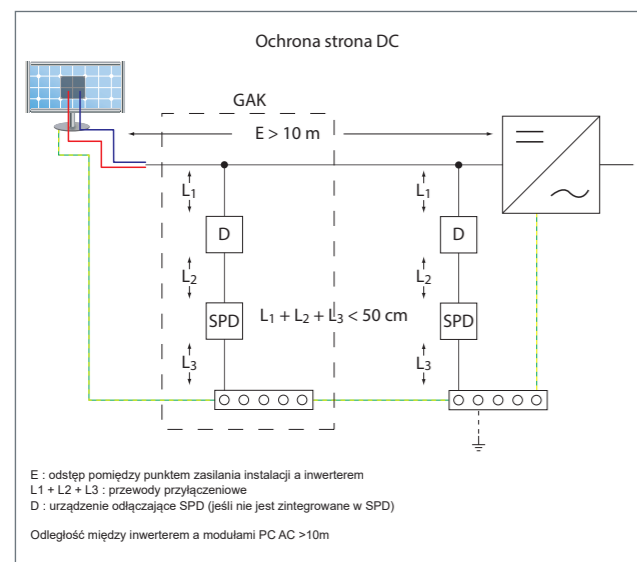 Ochrona strona DC
GAK
E > 10 m
L1
L1
D
D
L2
L2
SPD
L1 + L2 + L3 < 50 cm
SPD
L3
L3
E : odstęp pomiędzy punktem zasilania instalacji a inwerterem
L1 + L2 + L3 : przewody przyłączeniowe
D : urządzenie odłączające SPD (jeśli nie jest zintegrowane w SPD)
Odległość między inwerterem a modułami PC AC >10m